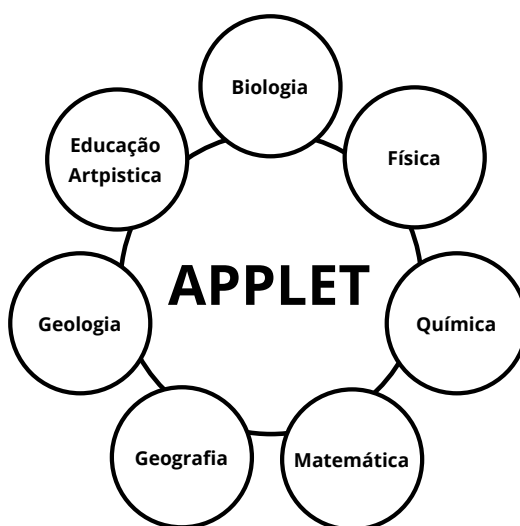 Biologia
Educação
Artpistica
Física
APPLET
Geologia
Química
Geografia
Matemática